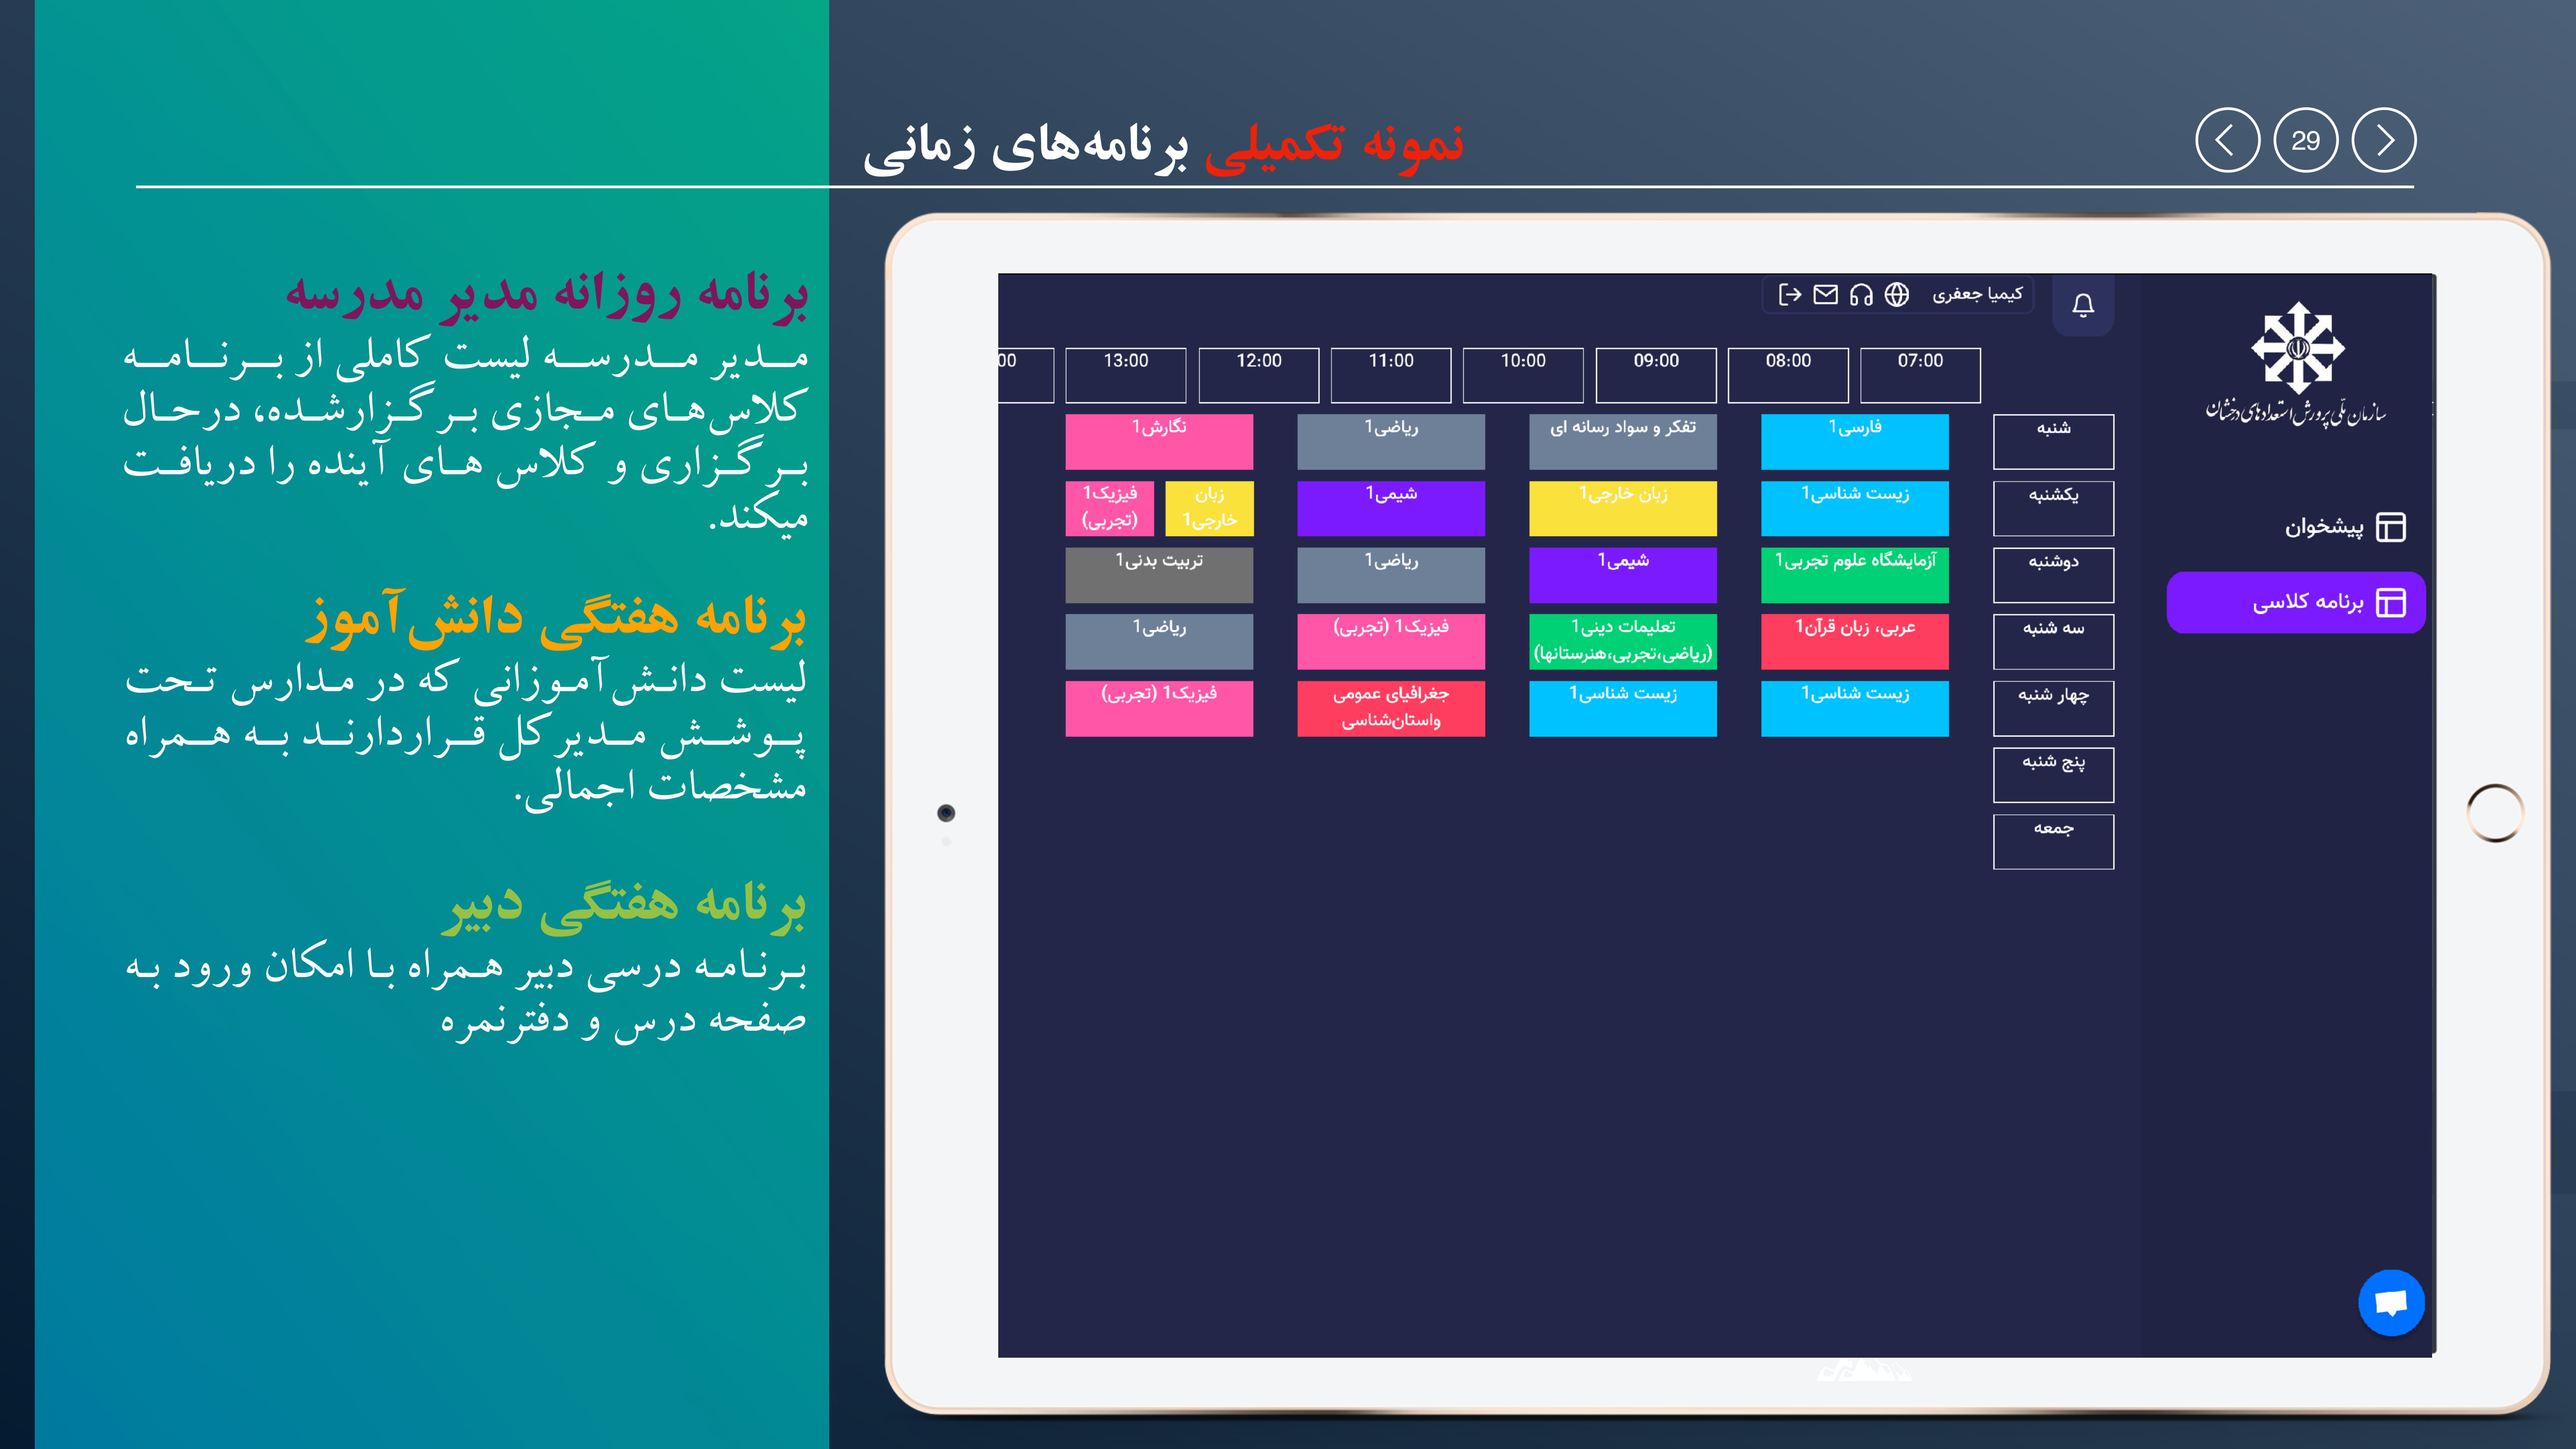 نمونه تکمیلی برنامه‌های زمانی
29
برنامه روزانه مدیر مدرسه
مدیر مدرسه لیست کاملی از برنامه
کلاس‌های مجازی برگزارشده، درحال
برگزاری و کلاس های آینده را دریافت
میکند.
برنامه هفتگی دانش‌آموز
لیست دانش‌آموزانی که در مدارس تحت
پوشش مدیرکل قراردارند به همراه
مشخصات اجمالی.
برنامه هفتگی دبیر
برنامه درسی دبیر همراه با امکان ورود به
صفحه درس و دفترنمره
سازمان ملّی پرورش استعدادهای درخشان
پیشخوان
برنامه کلاسی
کیمیا جعفری
07:00 08:00 09:00 10:00 11:00 12:00 13:00 00
شنبه فارسی1 تفکر و سواد رسانه ای ریاضی1 نگارش1
یکشنبه زیست شناسی1 زبان خارجی1 شیمی1 زبان خارجی1 فیزیک1 (تجربی)
دوشنبه آزمایشگاه علوم تجربی1 شیمی1 ریاضی1 تربیت بدنی1
سه شنبه عربی، زبان قرآن1 تعلیمات دینی1 (ریاضی،تجربی،هنرستانها) فیزیک1 (تجربی) ریاضی1
چهار شنبه زیست شناسی1 زیست شناسی1 جغرافیای عمومی واستان‌شناسی فیزیک1 (تجربی)
پنج شنبه
جمعه